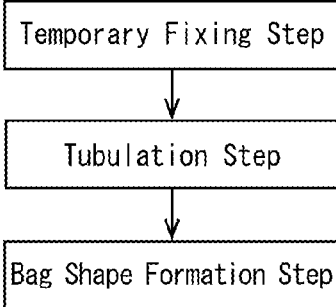 Temporary Fixing Step
Tubulation Step
Bag Shape Formation Step